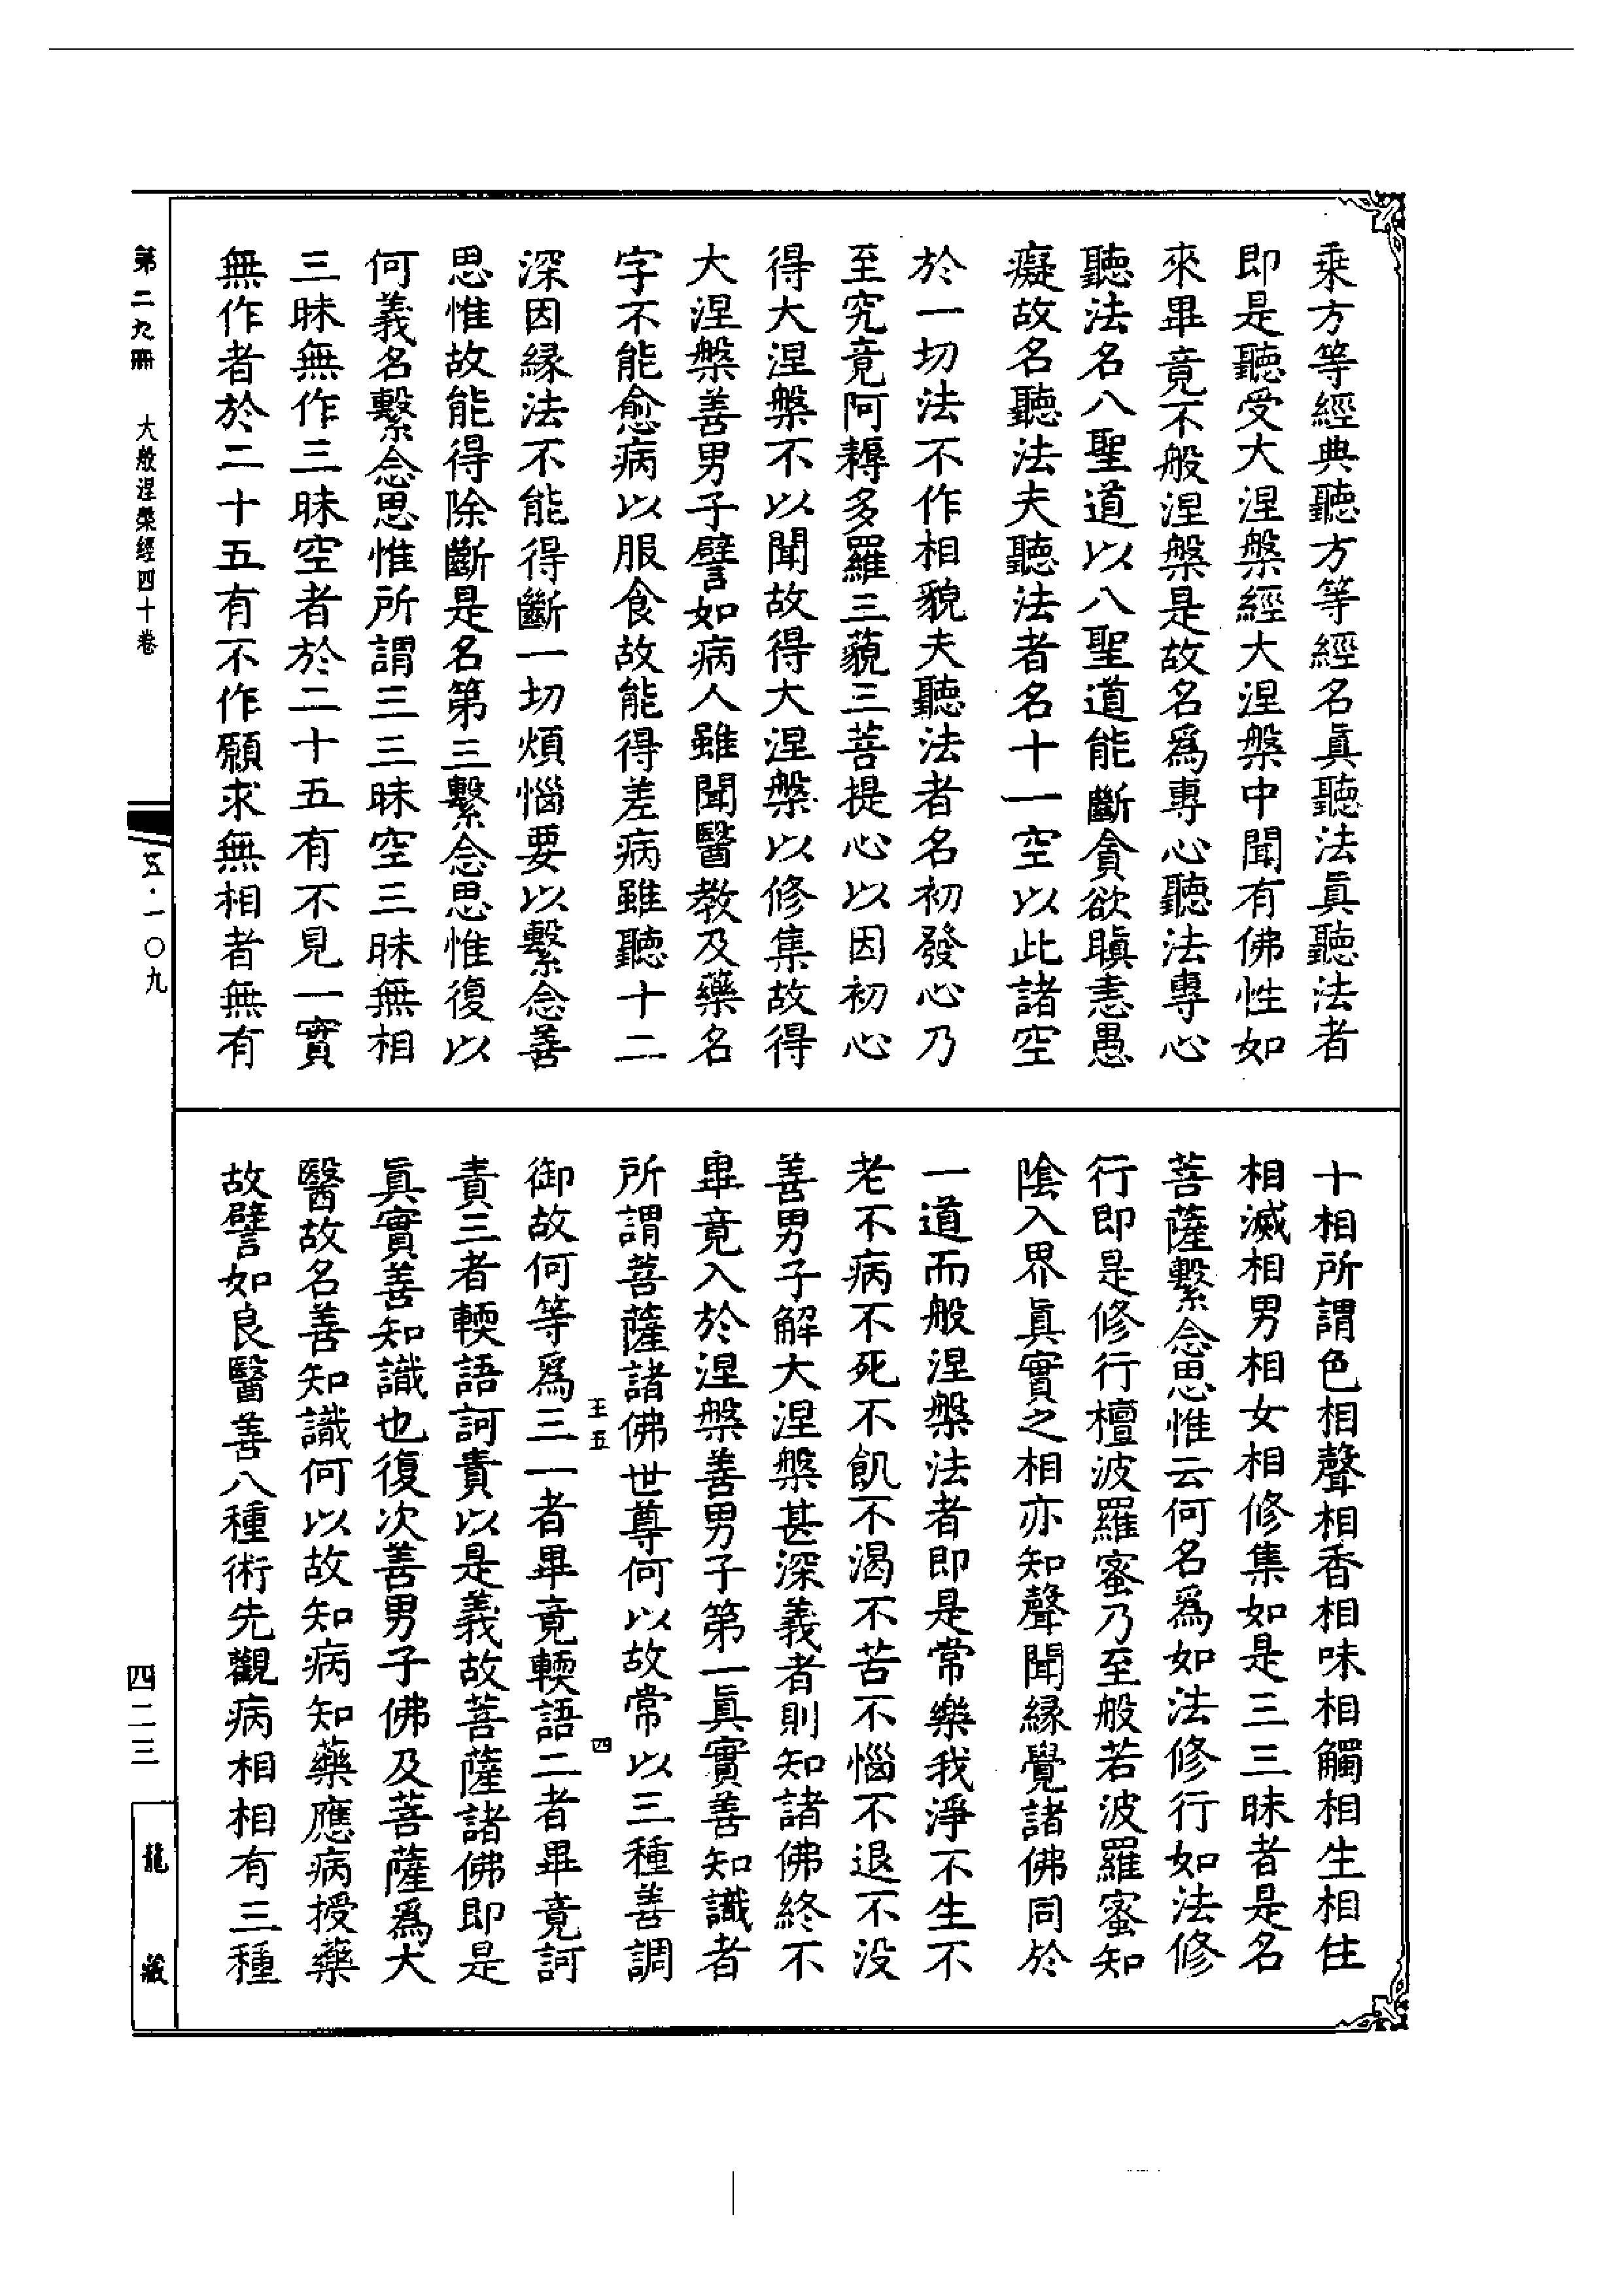 乗方等經典聽方等經名眞聽法眞聽法者
即是聽受大涅槃經大涅槃中聞有佛性如
來畢竟不般涅槃是故名爲專心聽法專心
聽法名八聖道以八聖道能斷貪欲瞋恚愚
癡故名聽法夫聽法者名十一空以此諸空
於一切法不作相貌夫聽法者名初發心乃
至究竟阿耨多羅三藐三菩提心以因初心
得大涅槃不以聞故得大涅槃以修集故得
大涅槃善男子譬如病人雖聞醫教及藥名
字不能愈病以服食故能得差病雖聽十二
深因縁法不能得斷一切煩惱要以繫念善
思惟故能得除斷是名第三繫念思惟復以
何義名繫念思惟所謂三三昧空三昧無相
三昧無作三昧空者於二十五有不見一實
無作者於二十五有不作願求無相者無有
十相所謂色相聲相香相味相觸相生相住
相滅相男相女相修集如是三三昧者是名
菩薩繫念思惟云何名爲如法修行如法修
行即是修行檀波羅蜜乃至般若波羅蜜知
陰入界眞實之相亦知聲聞縁覺諸佛同於
一道而般涅槃法者即是常樂我淨不生不
老不病不死不飢不渴不苦不惱不退不没
善男子解大涅槃甚深義者則知諸佛終不
畢竟入於涅槃善男子第一眞實善知識者
所謂菩薩諸佛世尊何以故常以三種善調
王五
四
御故何等爲三一者畢竟輭語二者畢竟訶
責三者輭語訶責以是義故菩薩諸佛即是
眞實善知識也復次善男子佛及菩薩爲大
醫故名善知識何以故知病知藥應病授藥
故譬如良醫善八種術先觀病相相有三種
第二九冊
大般涅槃經四十卷
五·一〇九
四二三
龍藏